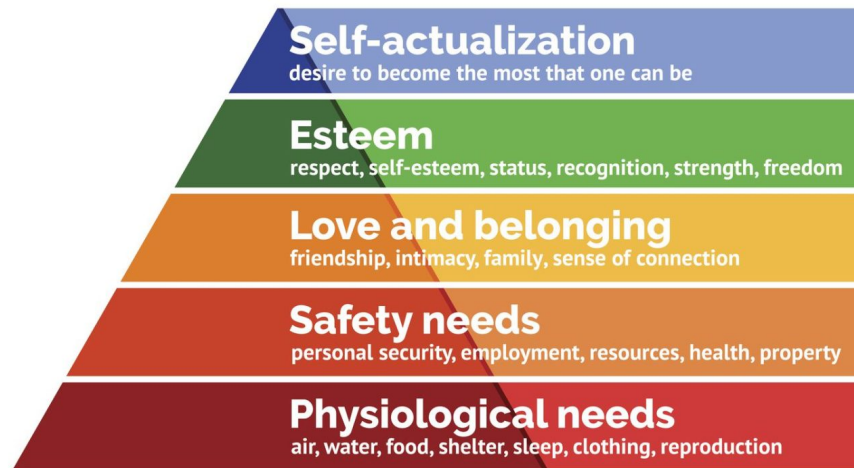 Self-actualization
desire to become the most that one can be
Esteem
respect, self-esteem, status, recognition, strength, freedom
Love and belonging
friendship, intimacy, family, sense of connection
Safety needs
personal security, employment, resources, health, property
Physiological needs
air, water, food, shelter, sleep, clothing, reproduction